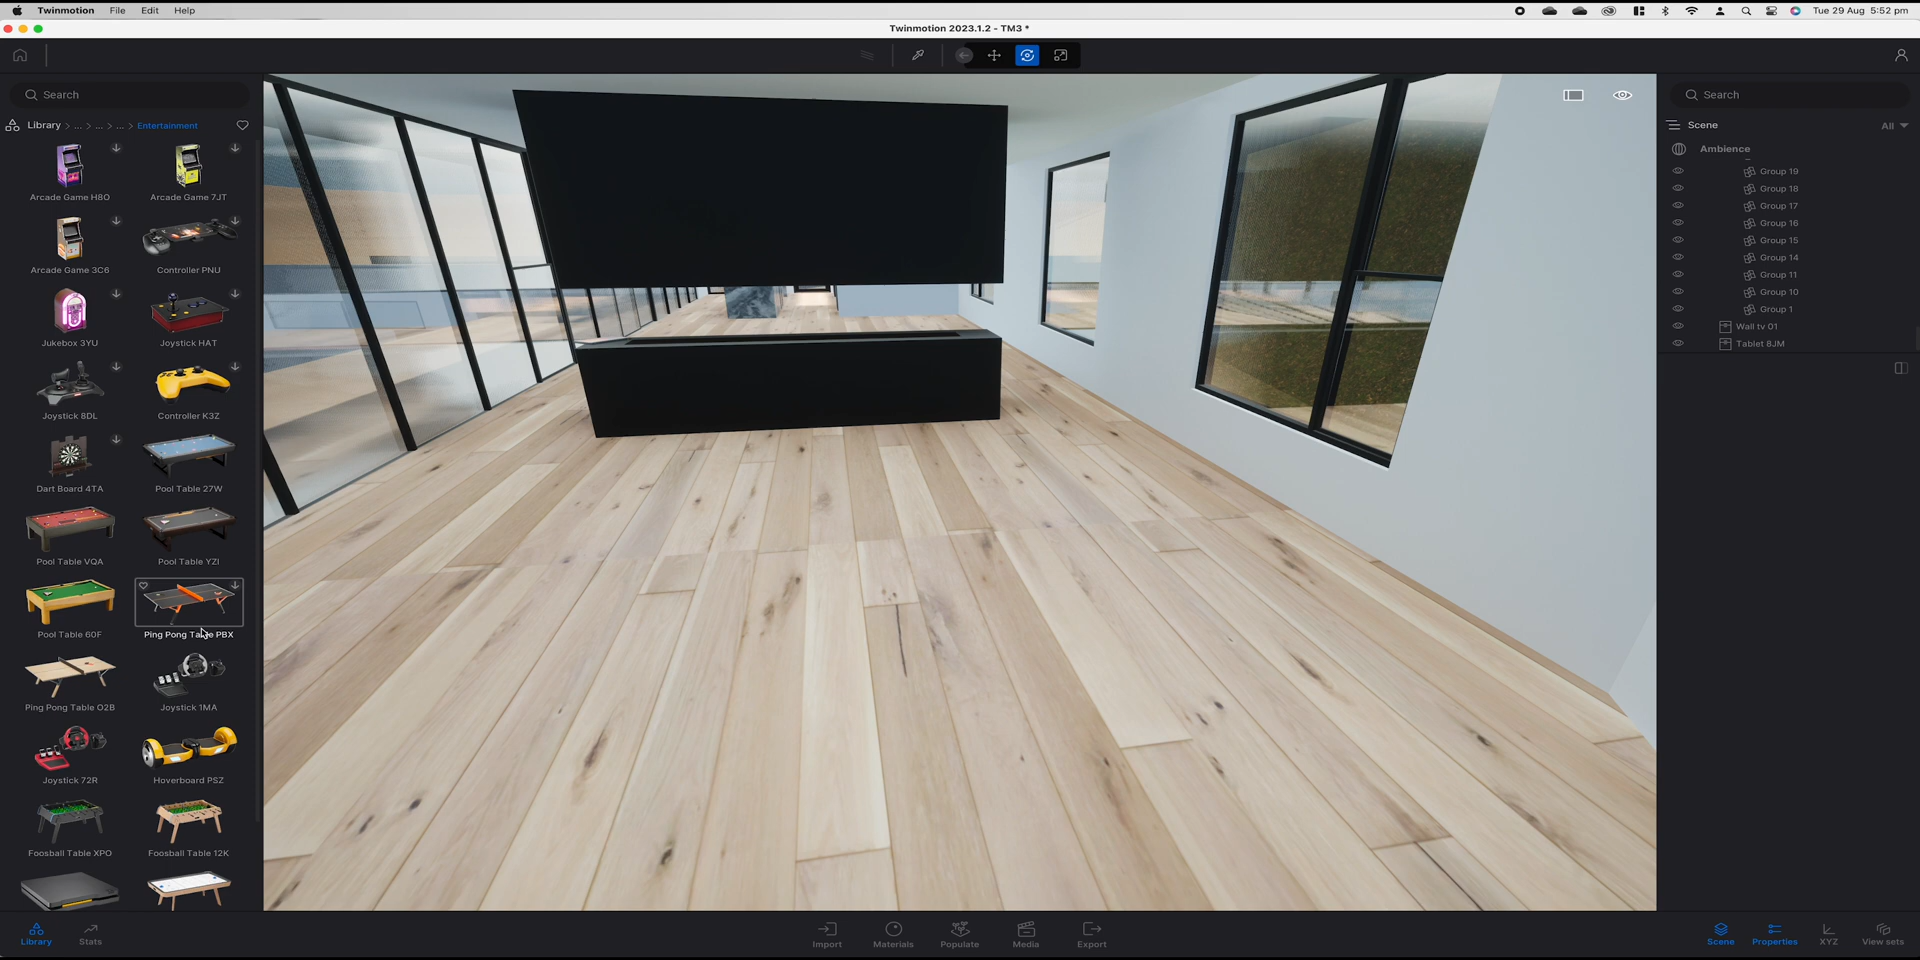 Twinmotion File Edit Help
Tue 29 Aug 5:52 pm
Twinmotion 2023.1.2 - TM3 *
Search
Library > ... > ... > ... > Entertainment
Arcade Game H8O
Arcade Game 7JT
Arcade Game 3C6
Controller PNU
Jukebox 3YU
Joystick HAT
Joystick 8DL
Controller K3Z
Dart Board 4TA
Pool Table 27W
Pool Table VQA
Pool Table YZI
Pool Table 60F
Ping Pong Table PBX
Ping Pong Table O2B
Joystick 1MA
Joystick 72R
Hoverboard PSZ
Foosball Table XPO
Foosball Table 12K
Search
Scene
All
Ambience
Group 19
Group 18
Group 17
Group 16
Group 15
Group 14
Group 11
Group 10
Group 1
Wall tv 01
Tablet 8JM
Library
Stats
Import
Materials
Populate
Media
Export
Scene
Properties
XYZ
View sets